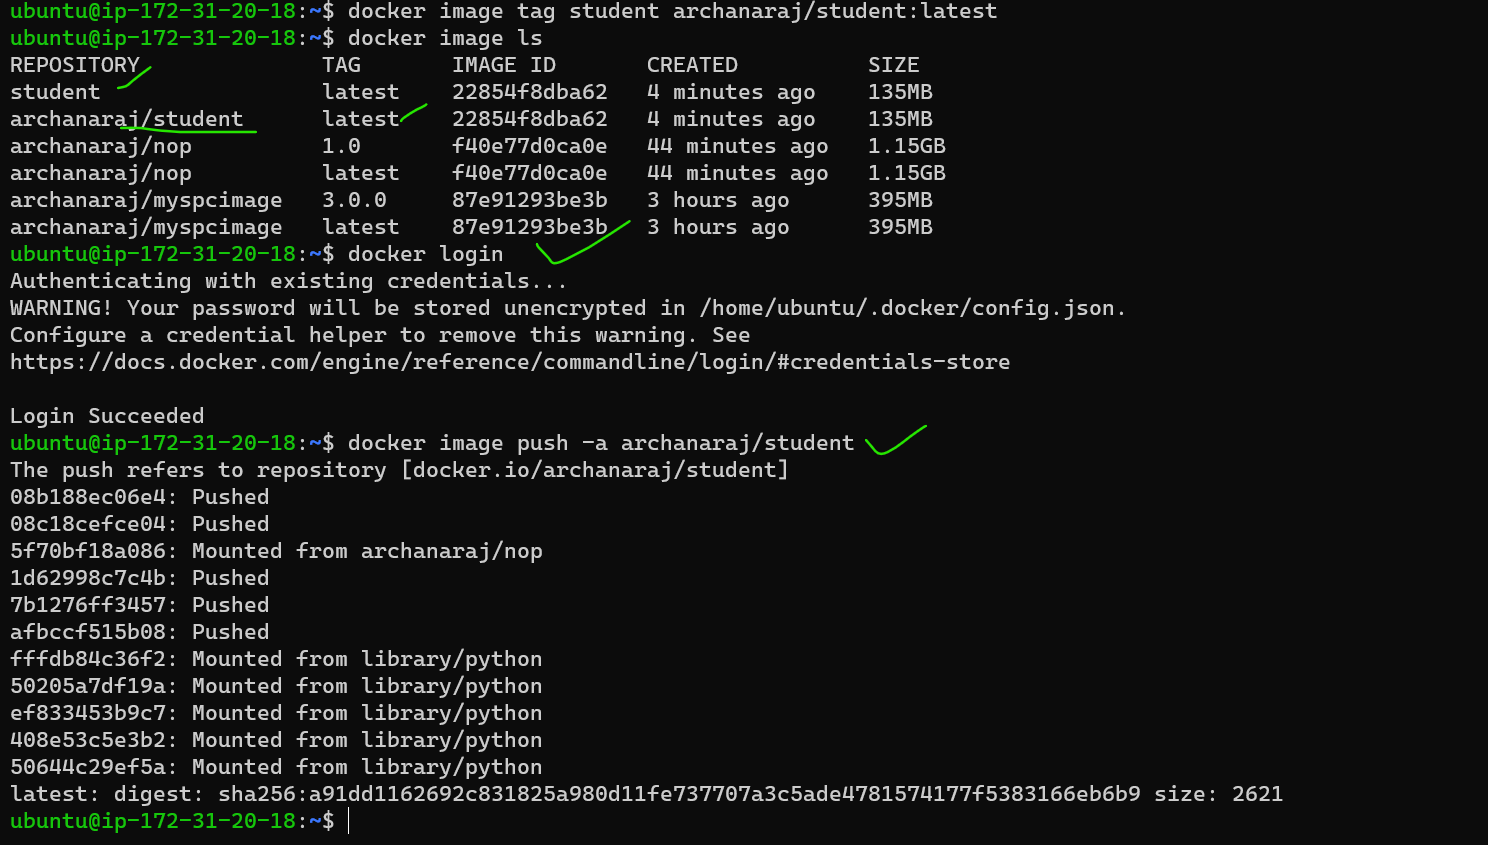 ubuntu@ip-172-31-20-18:~$ docker image tag student archanaraj/student:latest
ubuntu@ip-172-31-20-18:~$ docker image ls
REPOSITORY              TAG       IMAGE ID       CREATED          SIZE
student                 latest    22854f8dba62   4 minutes ago    135MB
archanaraj/student      latest    22854f8dba62   4 minutes ago    135MB
archanaraj/nop          1.0       f40e77d0ca0e   44 minutes ago   1.15GB
archanaraj/nop          latest    f40e77d0ca0e   44 minutes ago   1.15GB
archanaraj/myspcimage   3.0.0     87e91293be3b   3 hours ago      395MB
archanaraj/myspcimage   latest    87e91293be3b   3 hours ago      395MB
ubuntu@ip-172-31-20-18:~$ docker login
Authenticating with existing credentials...
WARNING! Your password will be stored unencrypted in /home/ubuntu/.docker/config.json.
Configure a credential helper to remove this warning. See
https://docs.docker.com/engine/reference/commandline/login/#credentials-store
Login Succeeded
ubuntu@ip-172-31-20-18:~$ docker image push -a archanaraj/student
The push refers to repository [docker.io/archanaraj/student]
08b188ec06e4: Pushed
08c18cefce04: Pushed
5f70bf18a086: Mounted from archanaraj/nop
1d62998c7c4b: Pushed
7b1276ff3457: Pushed
afbccf515b08: Pushed
fffdb84c36f2: Mounted from library/python
50205a7df19a: Mounted from library/python
ef833453b9c7: Mounted from library/python
408e53c5e3b2: Mounted from library/python
50644c29ef5a: Mounted from library/python
latest: digest: sha256:a91dd1162692c831825a980d11fe737707a3c5ade4781574177f5383166eb6b9 size: 2621
ubuntu@ip-172-31-20-18:~$